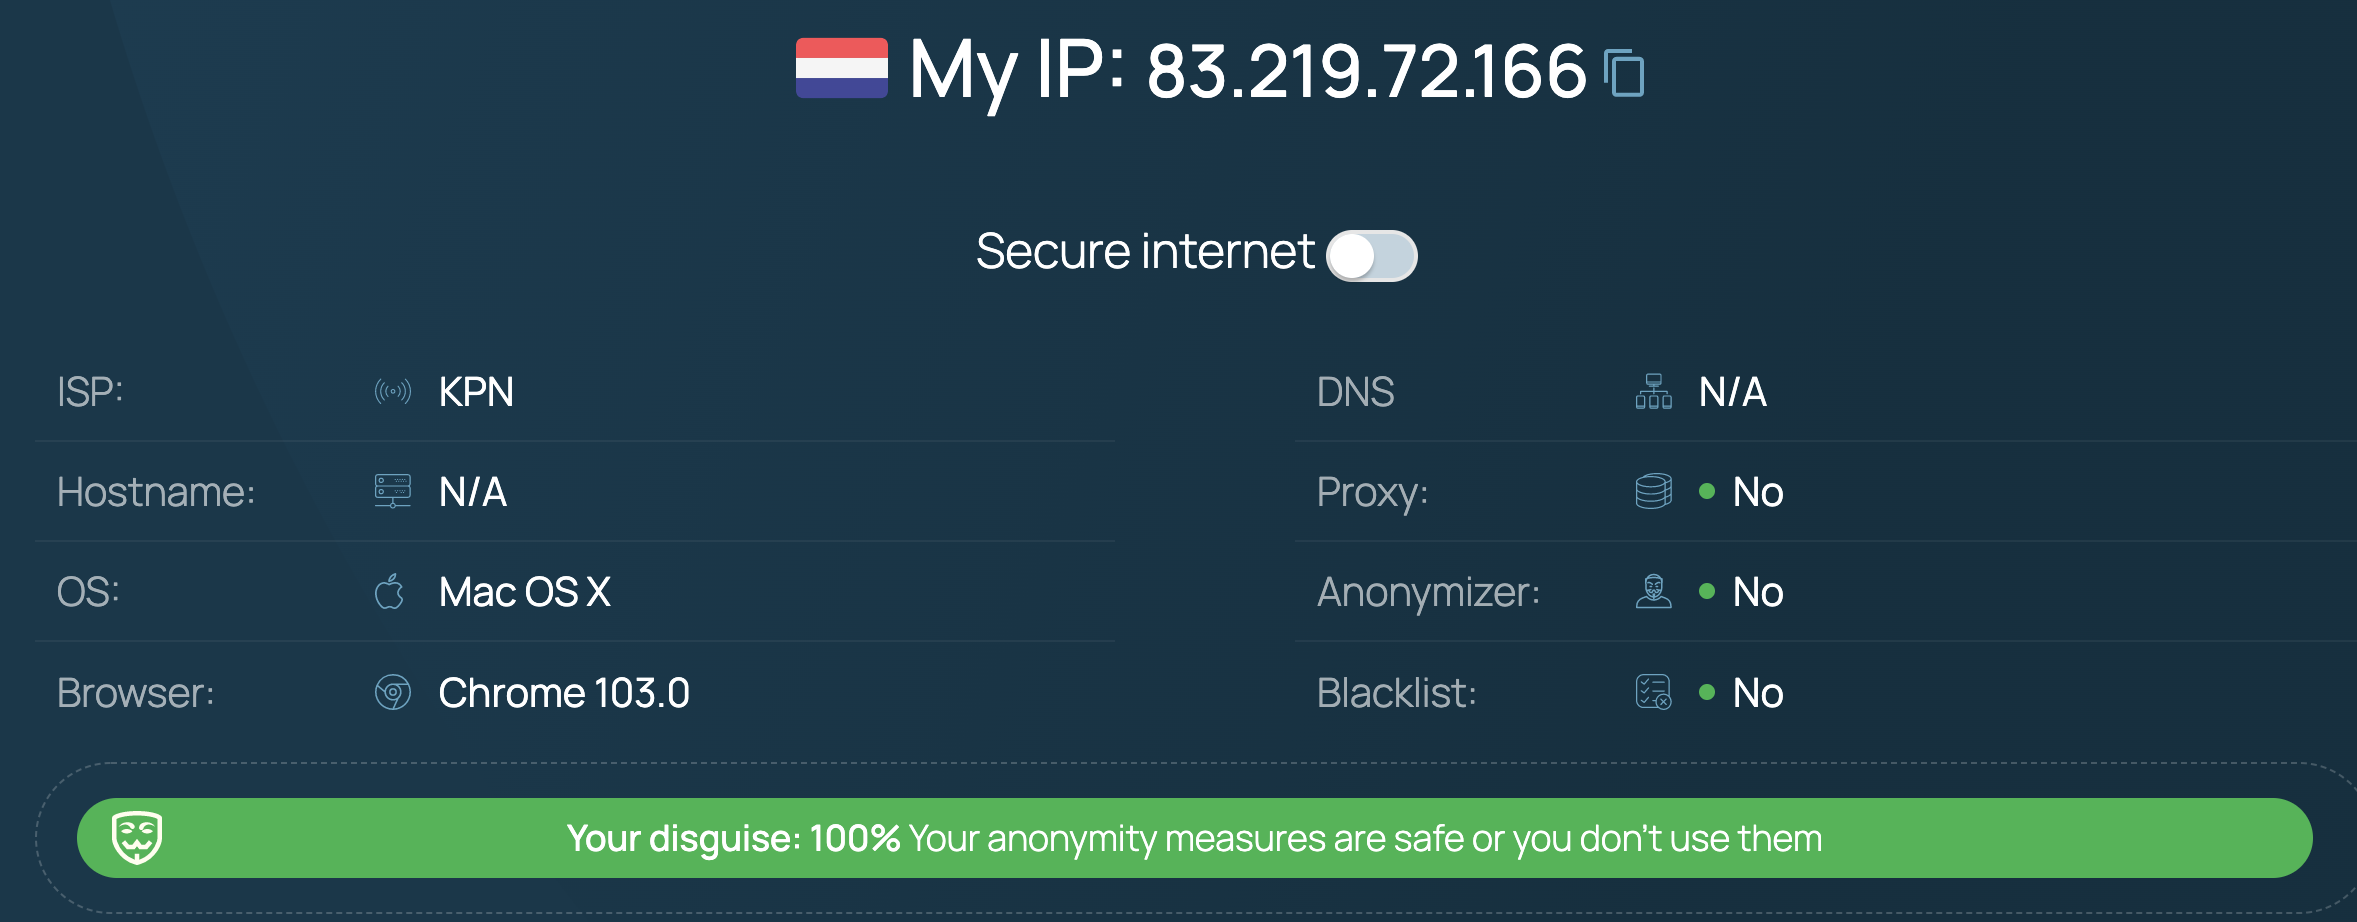 My IP: 83.219.72.166
Secure internet
ISP: KPN
Hostname: N/A
OS: Mac OS X
Browser: Chrome 103.0
DNS N/A
Proxy: No
Anonymizer: No
Blacklist: No
Your disguise: 100% Your anonymity measures are safe or you don't use them